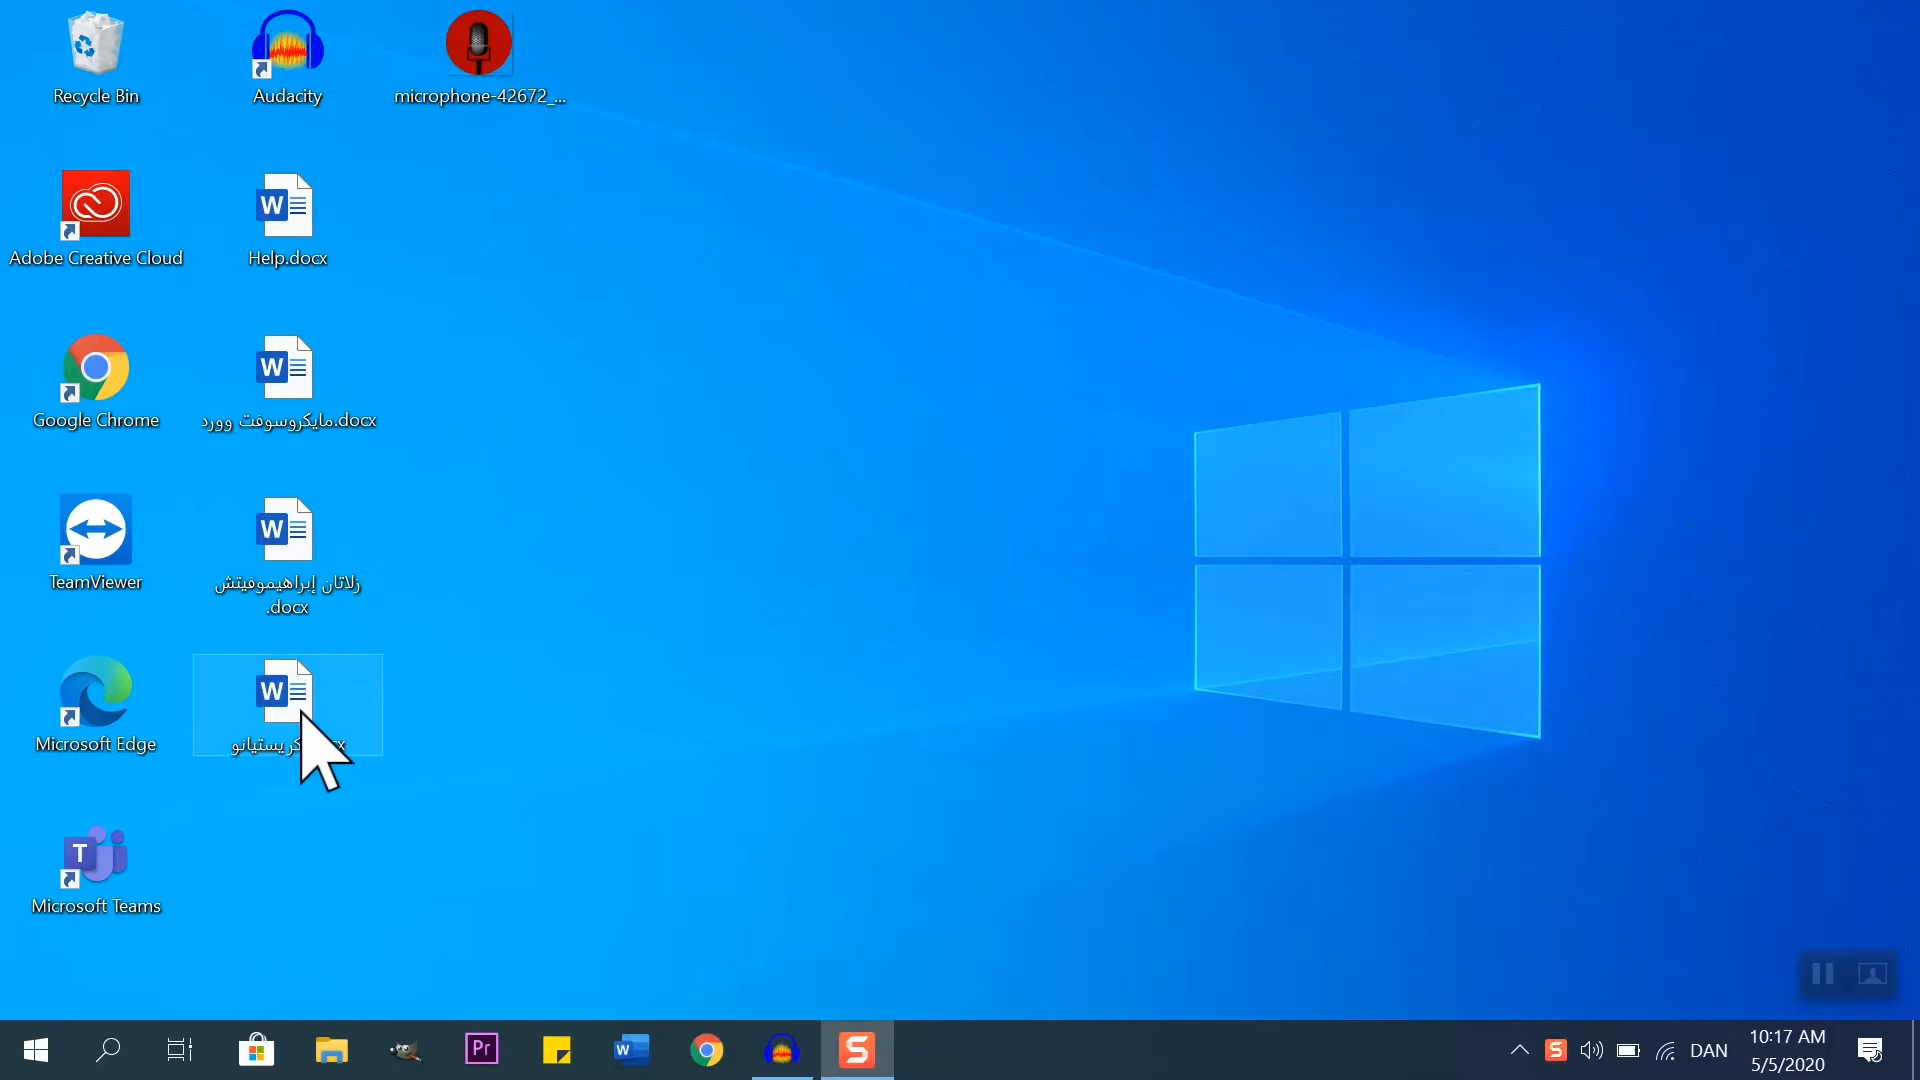 Recycle Bin
Audacity
microphone-42672_...
Adobe Creative Cloud
Help.docx
Google Chrome
مايكروسوفت وورد.docx
TeamViewer
زلاتان إبراهيموفيتش
.docx
Microsoft Edge
كريستيانو
Microsoft Teams
DAN
10:17 AM
5/5/2020